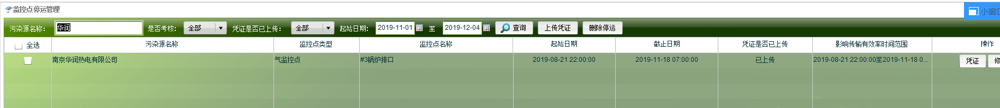 监控点停运管理
小窗口
污染源名称: 华润 是否考核: 全部 凭证是否已上传: 全部 起始日期: 2019-11-01 至 2019-12-04 查询 上传凭证 删除停运
全选 污染源名称 监控点类型 监控点名称 起始日期 截止日期 凭证是否已上传 影响传输有效率时间范围 操作
南京华润热电有限公司 气监控点 #3锅炉排口 2019-08-21 22:00:00 2019-11-18 07:00:00 已上传 2019-08-21 22:00:00至2019-11-18 0... 凭证 修